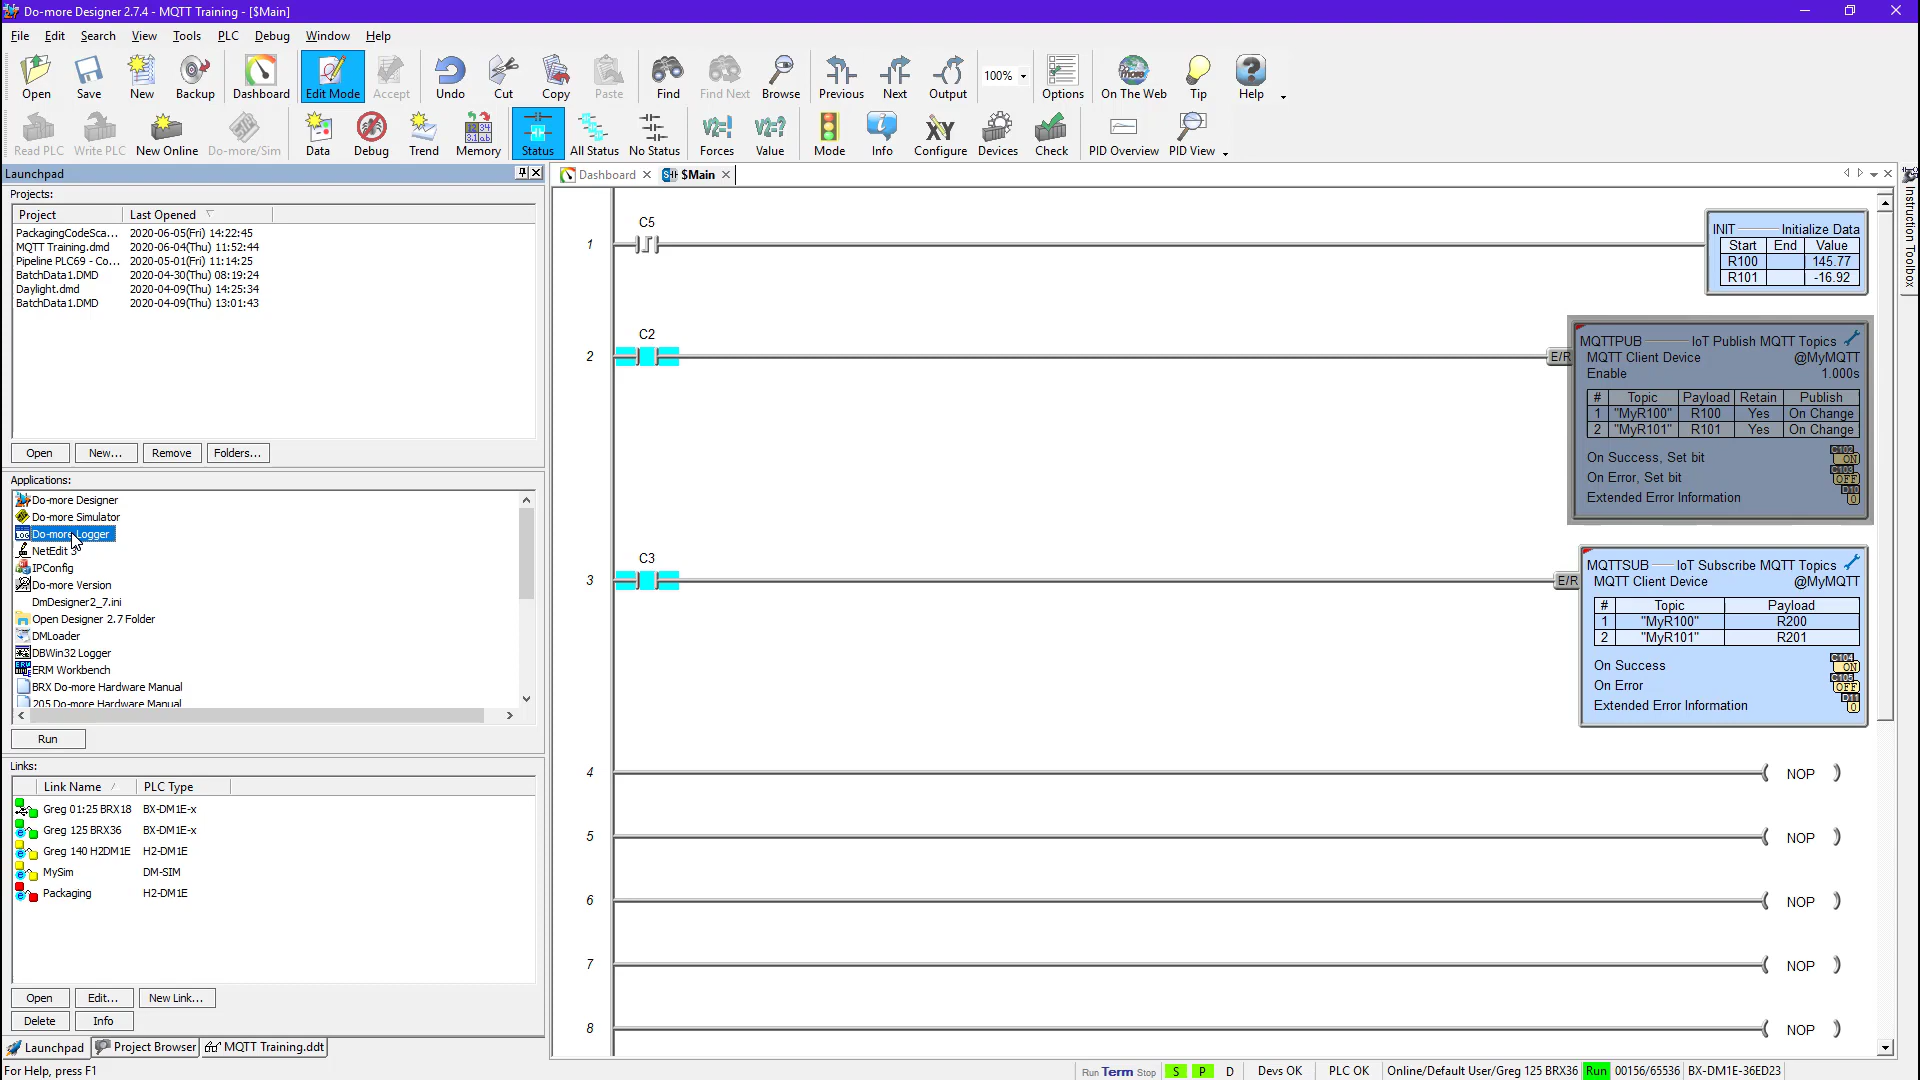 Do-more Designer 2.7.4 - MQTT Training - [$Main]
File Edit Search View Tools PLC Debug Window Help
Open Save New Backup Dashboard Edit Mode Accept Undo Cut Copy Paste Find Find Next Browse Previous Next Output 100% Options On The Web Tip Help
Read PLC Write PLC New Online Do-more/Sim Data Debug Trend Memory Status All Status No Status Forces Value Mode Info Configure Devices Check PID Overview PID View
Launchpad
Dashboard $Main
Instruction Toolbox
Projects:
Project Last Opened
PackagingCodeSca... 2020-06-05(Fri) 14:22:45
MQTT Training.dmd 2020-06-04(Thu) 11:52:44
Pipeline PLC69 - Co... 2020-05-01(Fri) 11:14:25
BatchData1.DMD 2020-04-30(Thu) 08:19:24
Daylight.dmd 2020-04-09(Thu) 14:25:34
BatchData1.DMD 2020-04-09(Thu) 13:01:43
Open New... Remove Folders...
Applications:
Do-more Designer
Do-more Simulator
Do-more Logger
NetEdit 3
IPConfig
Do-more Version
DmDesigner2_7.ini
Open Designer 2.7 Folder
DMLoader
DBWin32 Logger
ERM Workbench
BRX Do-more Hardware Manual
205 Do-more Hardware Manual
Run
Links:
Link Name PLC Type
Greg 01:25 BRX18 BX-DM1E-x
Greg 125 BRX36 BX-DM1E-x
Greg 140 H2DM1E H2-DM1E
MySim DM-SIM
Packaging H2-DM1E
Open Edit... New Link...
Delete Info
Launchpad Project Browser MQTT Training.ddt
1
C5
INIT Initialize Data
Start End Value
R100 145.77
R101 -16.92
2
C2
E/R
MQTTPUB IoT Publish MQTT Topics
MQTT Client Device @MyMQTT
Enable 1.000s
# Topic Payload Retain Publish
1 "MyR100" R100 Yes On Change
2 "MyR101" R101 Yes On Change
C102
On Success, Set bit ON
C103
On Error, Set bit OFF
D10
Extended Error Information 0
3
C3
E/R
MQTTSUB IoT Subscribe MQTT Topics
MQTT Client Device @MyMQTT
# Topic Payload
1 "MyR100" R200
2 "MyR101" R201
C104
On Success ON
C105
On Error OFF
D11
Extended Error Information 0
4 NOP
5 NOP
6 NOP
7 NOP
8 NOP
For Help, press F1
Run Term Stop S P D Devs OK PLC OK Online/Default User/Greg 125 BRX36 Run 00156/65536 BX-DM1E-36ED23